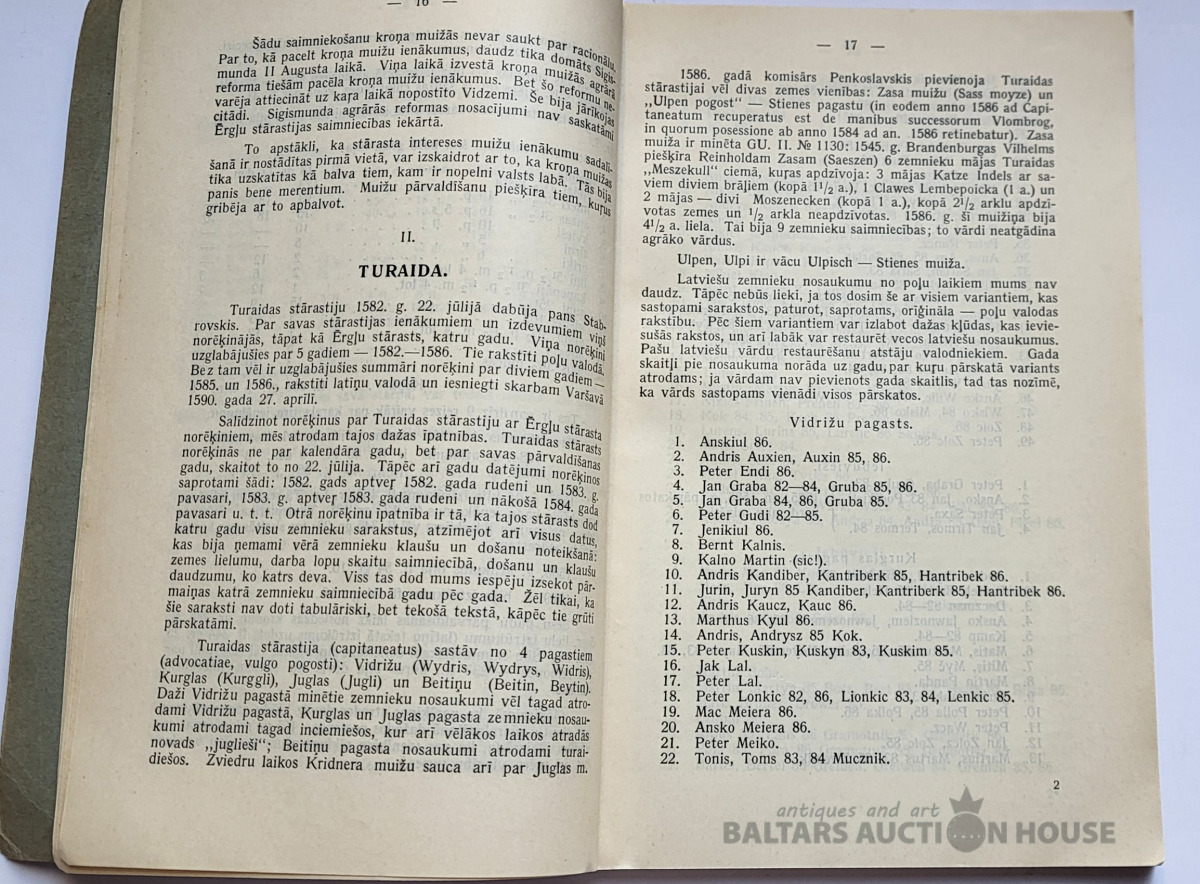 — 16 —
Šādu saimniekošanu kroņa muižās nevar saukt par racionālu.
Par to, kā pacelt kroņa muižu ienākumus, daudz tika domāts Sigis-
munda II Augusta laikā. Viņa laikā izvestā kroņa muižās agrārā
reforma tiešām pacēla kroņa muižu ienākumus. Bet šo reformu ne-
varēja attiecināt uz kaŗa laikā nopostīto Vidzemi. Še bija jārīkojas
citādi. Sigismunda agrārās reformas nosacījumi nav saskatāmi
Ērgļu stārastijas saimniecības iekārtā.
To apstākli, ka stārasta intereses muižu ienākumu sadalī-
šanā ir nostādītas pirmā vietā, var izskaidrot ar to, ka kroņa muižas
tika uzskatītas kā balva tiem, kam ir nopelni valsts labā. Tās bija
panis bene merentium. Muižu pārvaldīšanu piešķīra tiem, kuŗus
gribēja ar to apbalvot.
II.
TURAIDA.
Turaidas stārastiju 1582. g. 22. jūlijā dabūja pans Stab-
rovskis. Par savas stārastijas ienākumiem un izdevumiem viņš
norēķinājās, tāpat kā Ērgļu stārasts, katru gadu. Viņa norēķini
uzglabājušies par 5 gadiem — 1582.—1586. Tie rakstīti poļu valodā.
Bez tam vēl ir uzglabājušies summāri norēķini par diviem gadiem —
1585. un 1586., rakstīti latīņu valodā un iesniegti skarbam Varšavā
1590. gada 27. aprīlī.
Salīdzinot norēķinus par Turaidas stārastiju ar Ērgļu stārasta
norēķiniem, mēs atrodam tajos dažas īpatnības. Turaidas stārasts
norēķinās ne par kalendāra gadu, bet par savas pārvaldīšanas
gadu, skaitot to no 22. jūlija. Tāpēc arī gadu datējumi norēķinos
saprotami šādi: 1582. gads aptveŗ 1582. gada rudeni un 1583. g.
pavasari, 1583. g. aptveŗ 1583. gada rudeni un nākošā 1584. gada
pavasari u. t. t. Otrā norēķinu īpatnība ir tā, ka tajos stārasts dod
katru gadu visu zemnieku sarakstus, atzīmējot arī visus datus,
kas bija ņemami vērā zemnieku klaušu un došanu noteikšanā:
zemes lielumu, darba lopu skaitu saimniecībā, došanu un klaušu
daudzumu, ko katrs deva. Viss tas dod mums iespēju izsekot pār-
maiņas katrā zemnieku saimniecībā gadu pēc gada. Žēl tikai, ka
šie saraksti nav doti tabulāriski, bet tekošā tekstā, kāpēc tie grūti
pārskatāmi.
Turaidas stārastija (capitaneatus) sastāv no 4 pagastiem
(advocatiae, vulgo pogosti): Vidrižu (Wydris, Wydrys, Widris),
Kurglas (Kurggli), Juglas (Jugli) un Beitiņu (Beitin, Beytin).
Daži Vidrižu pagastā minētie zemnieku nosaukumi vēl tagad atro-
dami Vidrižu pagastā, Kurglas un Juglas pagasta zemnieku nosau-
kumi atrodami tagad inciemiešos, kur arī vēlākos laikos atradās
novads „juglieši”; Beitiņu pagasta nosaukumi atrodami turai-
diešos. Zviedru laikos Kridnera muižu sauca arī par Juglas m.
— 17 —
1586. gadā komisārs Penkoslavskis pievienoja Turaidas
stārastijai vēl divas zemes vienības: Zasa muižu (Sass moyze) un
„Ulpen pogost” — Stienes pagastu (in eodem anno 1586 ad Capi-
taneatum recuperatus est de manibus successorum Vlombrog,
in quorum posessione ab anno 1584 ad an. 1586 retinebatur). Zasa
muiža ir minēta GU. II. № 1130: 1545. g. Brandenburgas Vilhelms
piešķīra Reinholdam Zasam (Saeszen) 6 zemnieku mājas Turaidas
„Meszekull” ciemā, kuŗas apdzīvoja: 3 mājas Katze Indels ar sa-
viem diviem brāļiem (kopā 1½ a.), 1 Clawes Lembepoicka (1 a.) un
2 mājas — divi Moszenecken (kopā 1 a.), kopā 2½ arklu apdzī-
votas zemes un ½ arkla neapdzīvotas. 1586. g. šī muižiņa bija
4½ a. liela. Tai bija 9 zemnieku saimniecības; to vārdi neatgādina
agrāko vārdus.
Ulpen, Ulpi ir vācu Ulpisch — Stienes muiža.
Latviešu zemnieku nosaukumu no poļu laikiem mums nav
daudz. Tāpēc nebūs lieki, ja tos dosim še ar visiem variantiem, kas
sastopami sarakstos, paturot, saprotams, oriģināla — poļu valodas
rakstību. Pēc šiem variantiem var izlabot dažas kļūdas, kas ievie-
sušās rakstos, un arī labāk var restaurēt vecos latviešu nosaukumus.
Pašu latviešu vārdu restaurēšanu atstāju valodniekiem. Gada
skaitļi pie nosaukuma norāda uz gadu, par kuŗu pārskatā variants
atrodams; ja vārdam nav pievienots gada skaitlis, tad tas nozīmē,
ka vārds sastopams vienādi visos pārskatos.
Vidrižu pagasts.
1. Anskiul 86.
2. Andris Auxien, Auxin 85, 86.
3. Peter Endi 86.
4. Jan Graba 82—84, Gruba 85, 86.
5. Jan Graba 84, 86, Gruba 85.
6. Peter Gudi 82—85.
7. Jenikiul 86.
8. Bernt Kalnis.
9. Kalno Martin (sic!).
10. Andris Kandiber, Kantriberk 85, Hantribek 86.
11. Jurin, Juryn 85 Kandiber, Kantriberk 85, Hantribek 86.
12. Andris Kaucz, Kauc 86.
13. Marthus Kyul 86.
14. Andris, Andrysz 85 Kok.
15. Peter Kuskin, Kuskyn 83, Kuskim 85.
16. Jak Lal.
17. Peter Lal.
18. Peter Lonkic 82, 86, Lionkic 83, 84, Lenkic 85.
19. Mac Meiera 86.
20. Ansko Meiera 86.
21. Peter Meiko.
22. Tonis, Toms 83, 84 Mucznik.
2
antiques and art
BALTARS AUCTION HOUSE